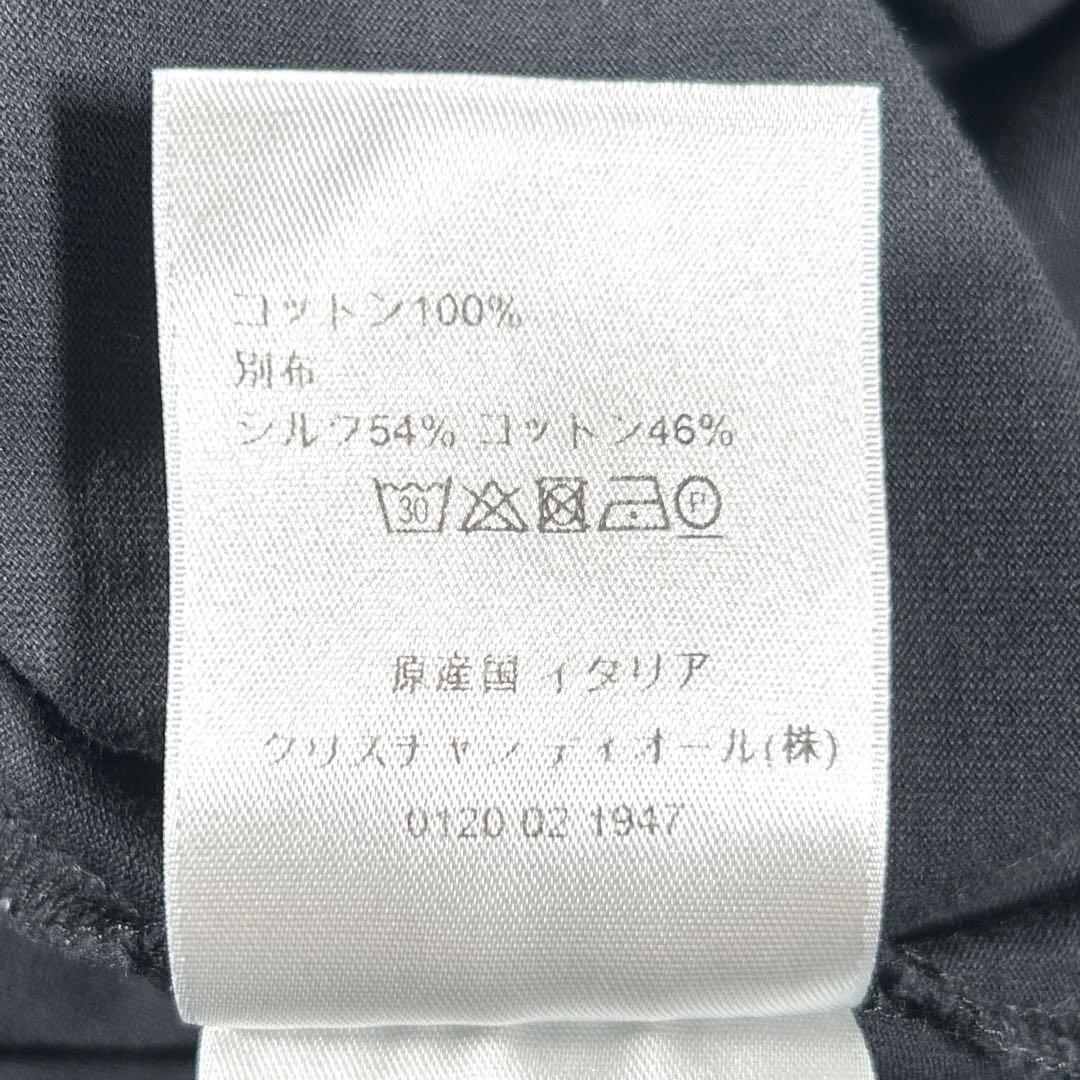 コットン100%
別布
シルク54% コットン46%
30 F
原産国 イタリア
クリスチャン ディオール(株)
0120 02 1947